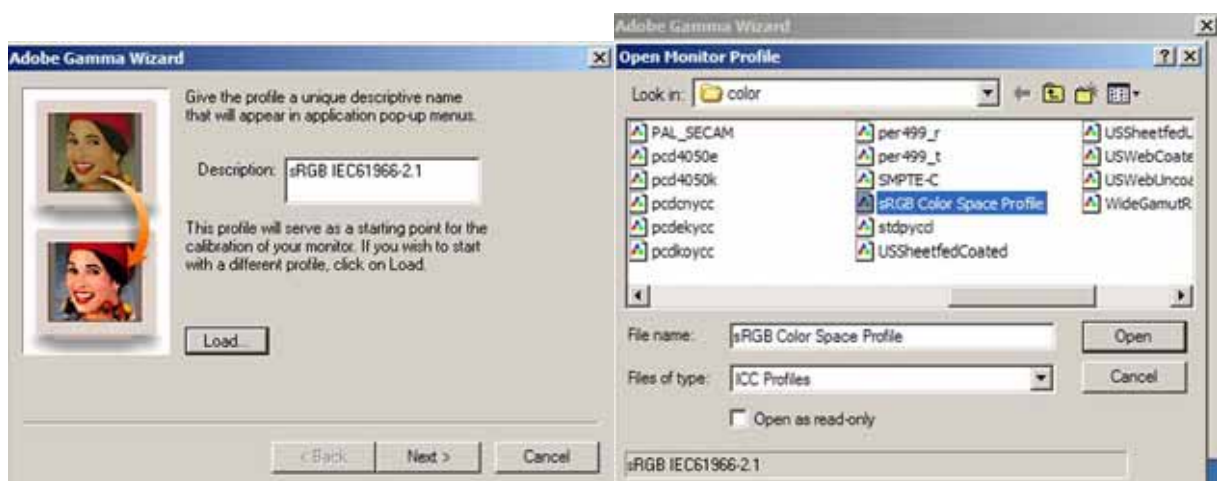 Adobe Gamma Wizard
Give the profile a unique descriptive name
that will appear in application pop-up menus.
Description:
sRGB IEC61966-2.1
This profile will serve as a starting point for the
calibration of your monitor. If you wish to start
with a different profile, click on Load.
Load...
< Back
Next >
Cancel
Adobe Gamma Wizard
Open Monitor Profile
Look in:
color
PAL_SECAM
pcd4050e
pcd4050k
pcdcnycc
pcdekycc
pcdkoycc
per499_r
per499_t
SMPTE-C
sRGB Color Space Profile
stdpycd
USSheetfedCoated
USSheetfedU
USWebCoate
USWebUncoa
WideGamutR
File name:
sRGB Color Space Profile
Open
Files of type:
ICC Profiles
Cancel
Open as read-only
sRGB IEC61966-2.1